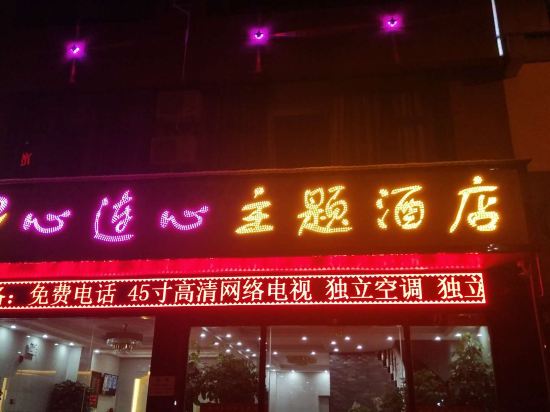 心连心主题酒店
务：免费电话 45寸高清网络电视 独立空调 独立